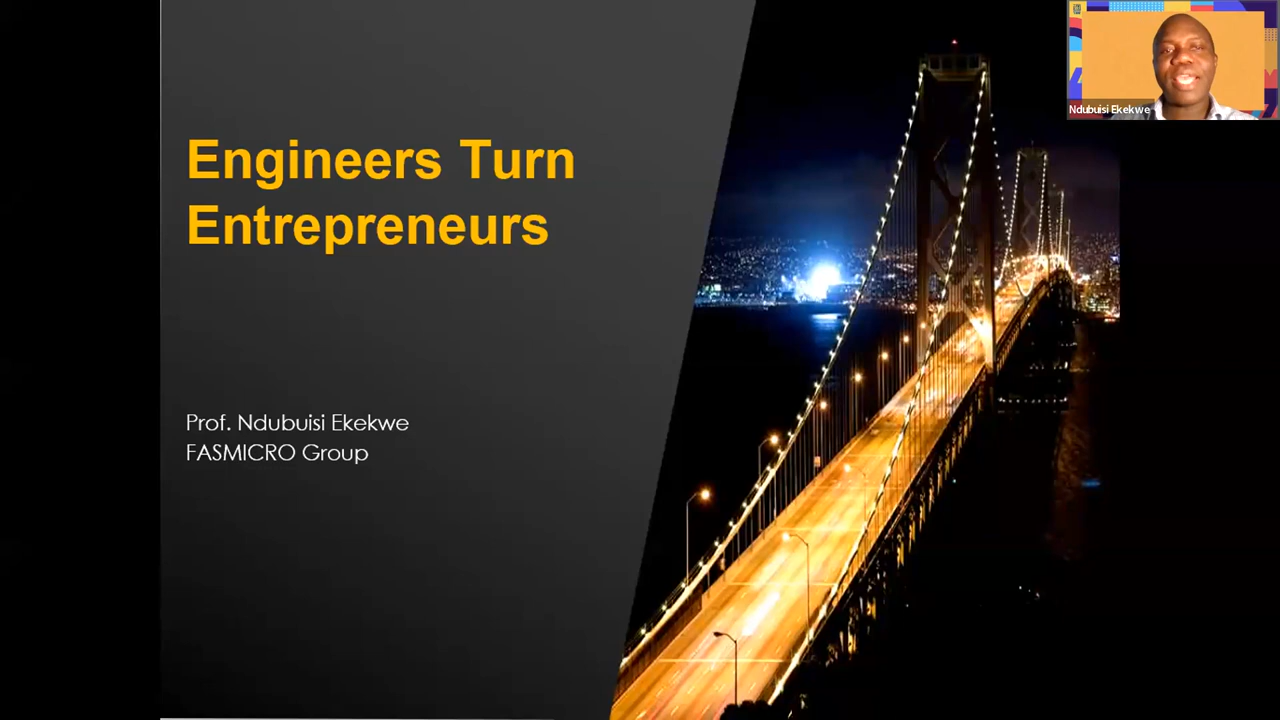 Engineers Turn
Entrepreneurs
Prof. Ndubuisi Ekekwe
FASMICRO Group
Ndubuisi Ekekwe